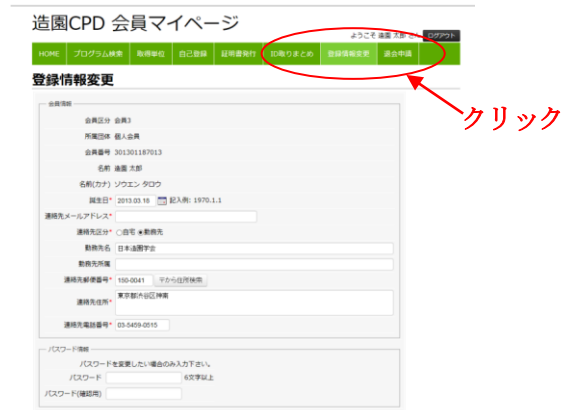 造園CPD 会員マイページ
ようこそ 造園 太郎 さん ログアウト
HOME プログラム検索 取得単位 自己登録 証明書発行 ID取りまとめ 登録情報変更 退会申請
登録情報変更
クリック
会員情報
会員区分 会員3
所属団体 個人会員
会員番号 301301187013
名前 造園 太郎
名前(カナ) ソウエン タロウ
誕生日* 2013.03.18 記入例: 1970.1.1
連絡先メールアドレス*
連絡先区分* 自宅 勤務先
勤務先名 日本造園学会
勤務先所属
連絡先郵便番号* 150-0041 〒から住所検索
連絡先住所* 東京都渋谷区神南
連絡先電話番号* 03-5459-0515
パスワード情報
パスワードを変更したい場合のみ入力下さい。
パスワード 6文字以上
パスワード(確認用)